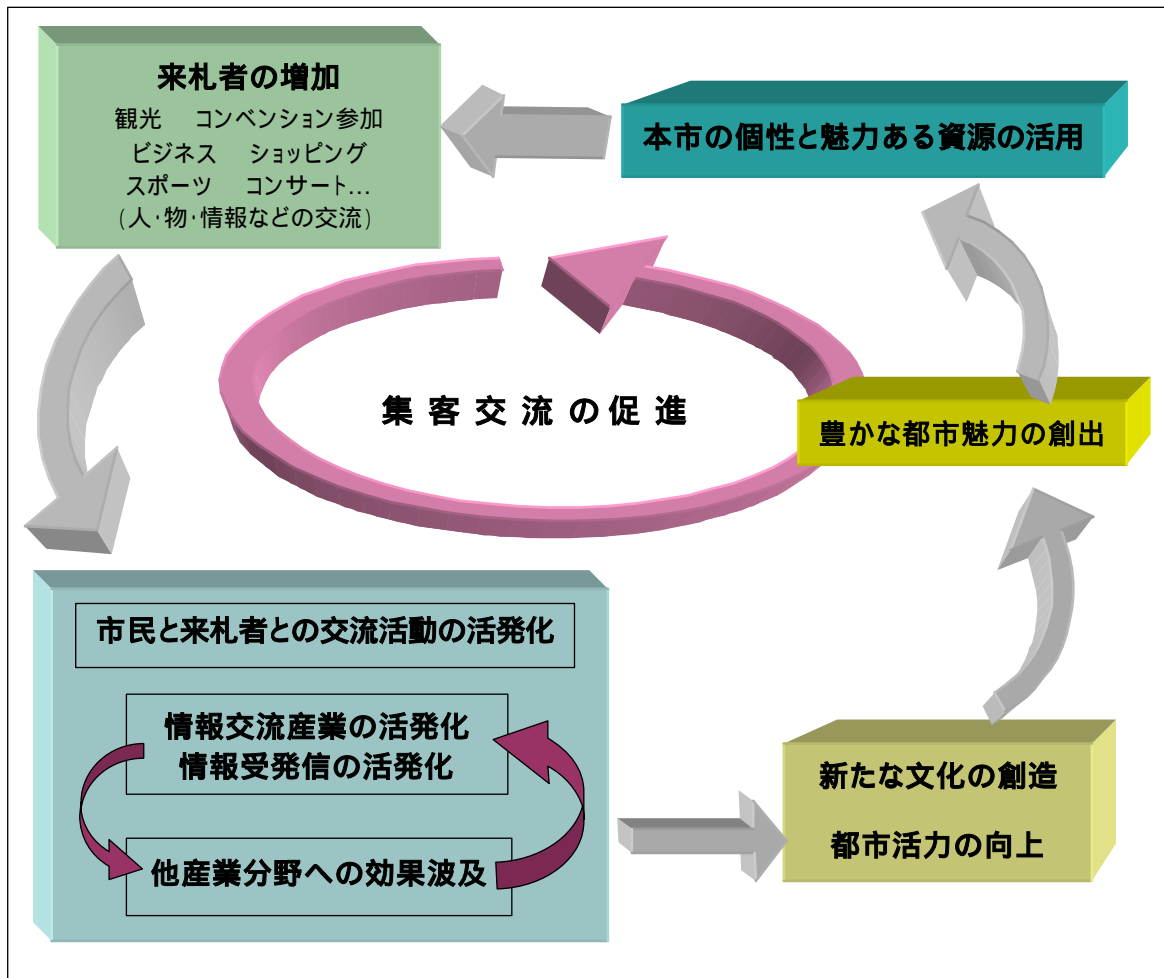 来札者の増加
観光　コンベンション参加
ビジネス　ショッピング
スポーツ　コンサート…
(人・物・情報などの交流)
本市の個性と魅力ある資源の活用
集客交流の促進
豊かな都市魅力の創出
市民と来札者との交流活動の活発化
情報交流産業の活発化
情報受発信の活発化
他産業分野への効果波及
新たな文化の創造
都市活力の向上